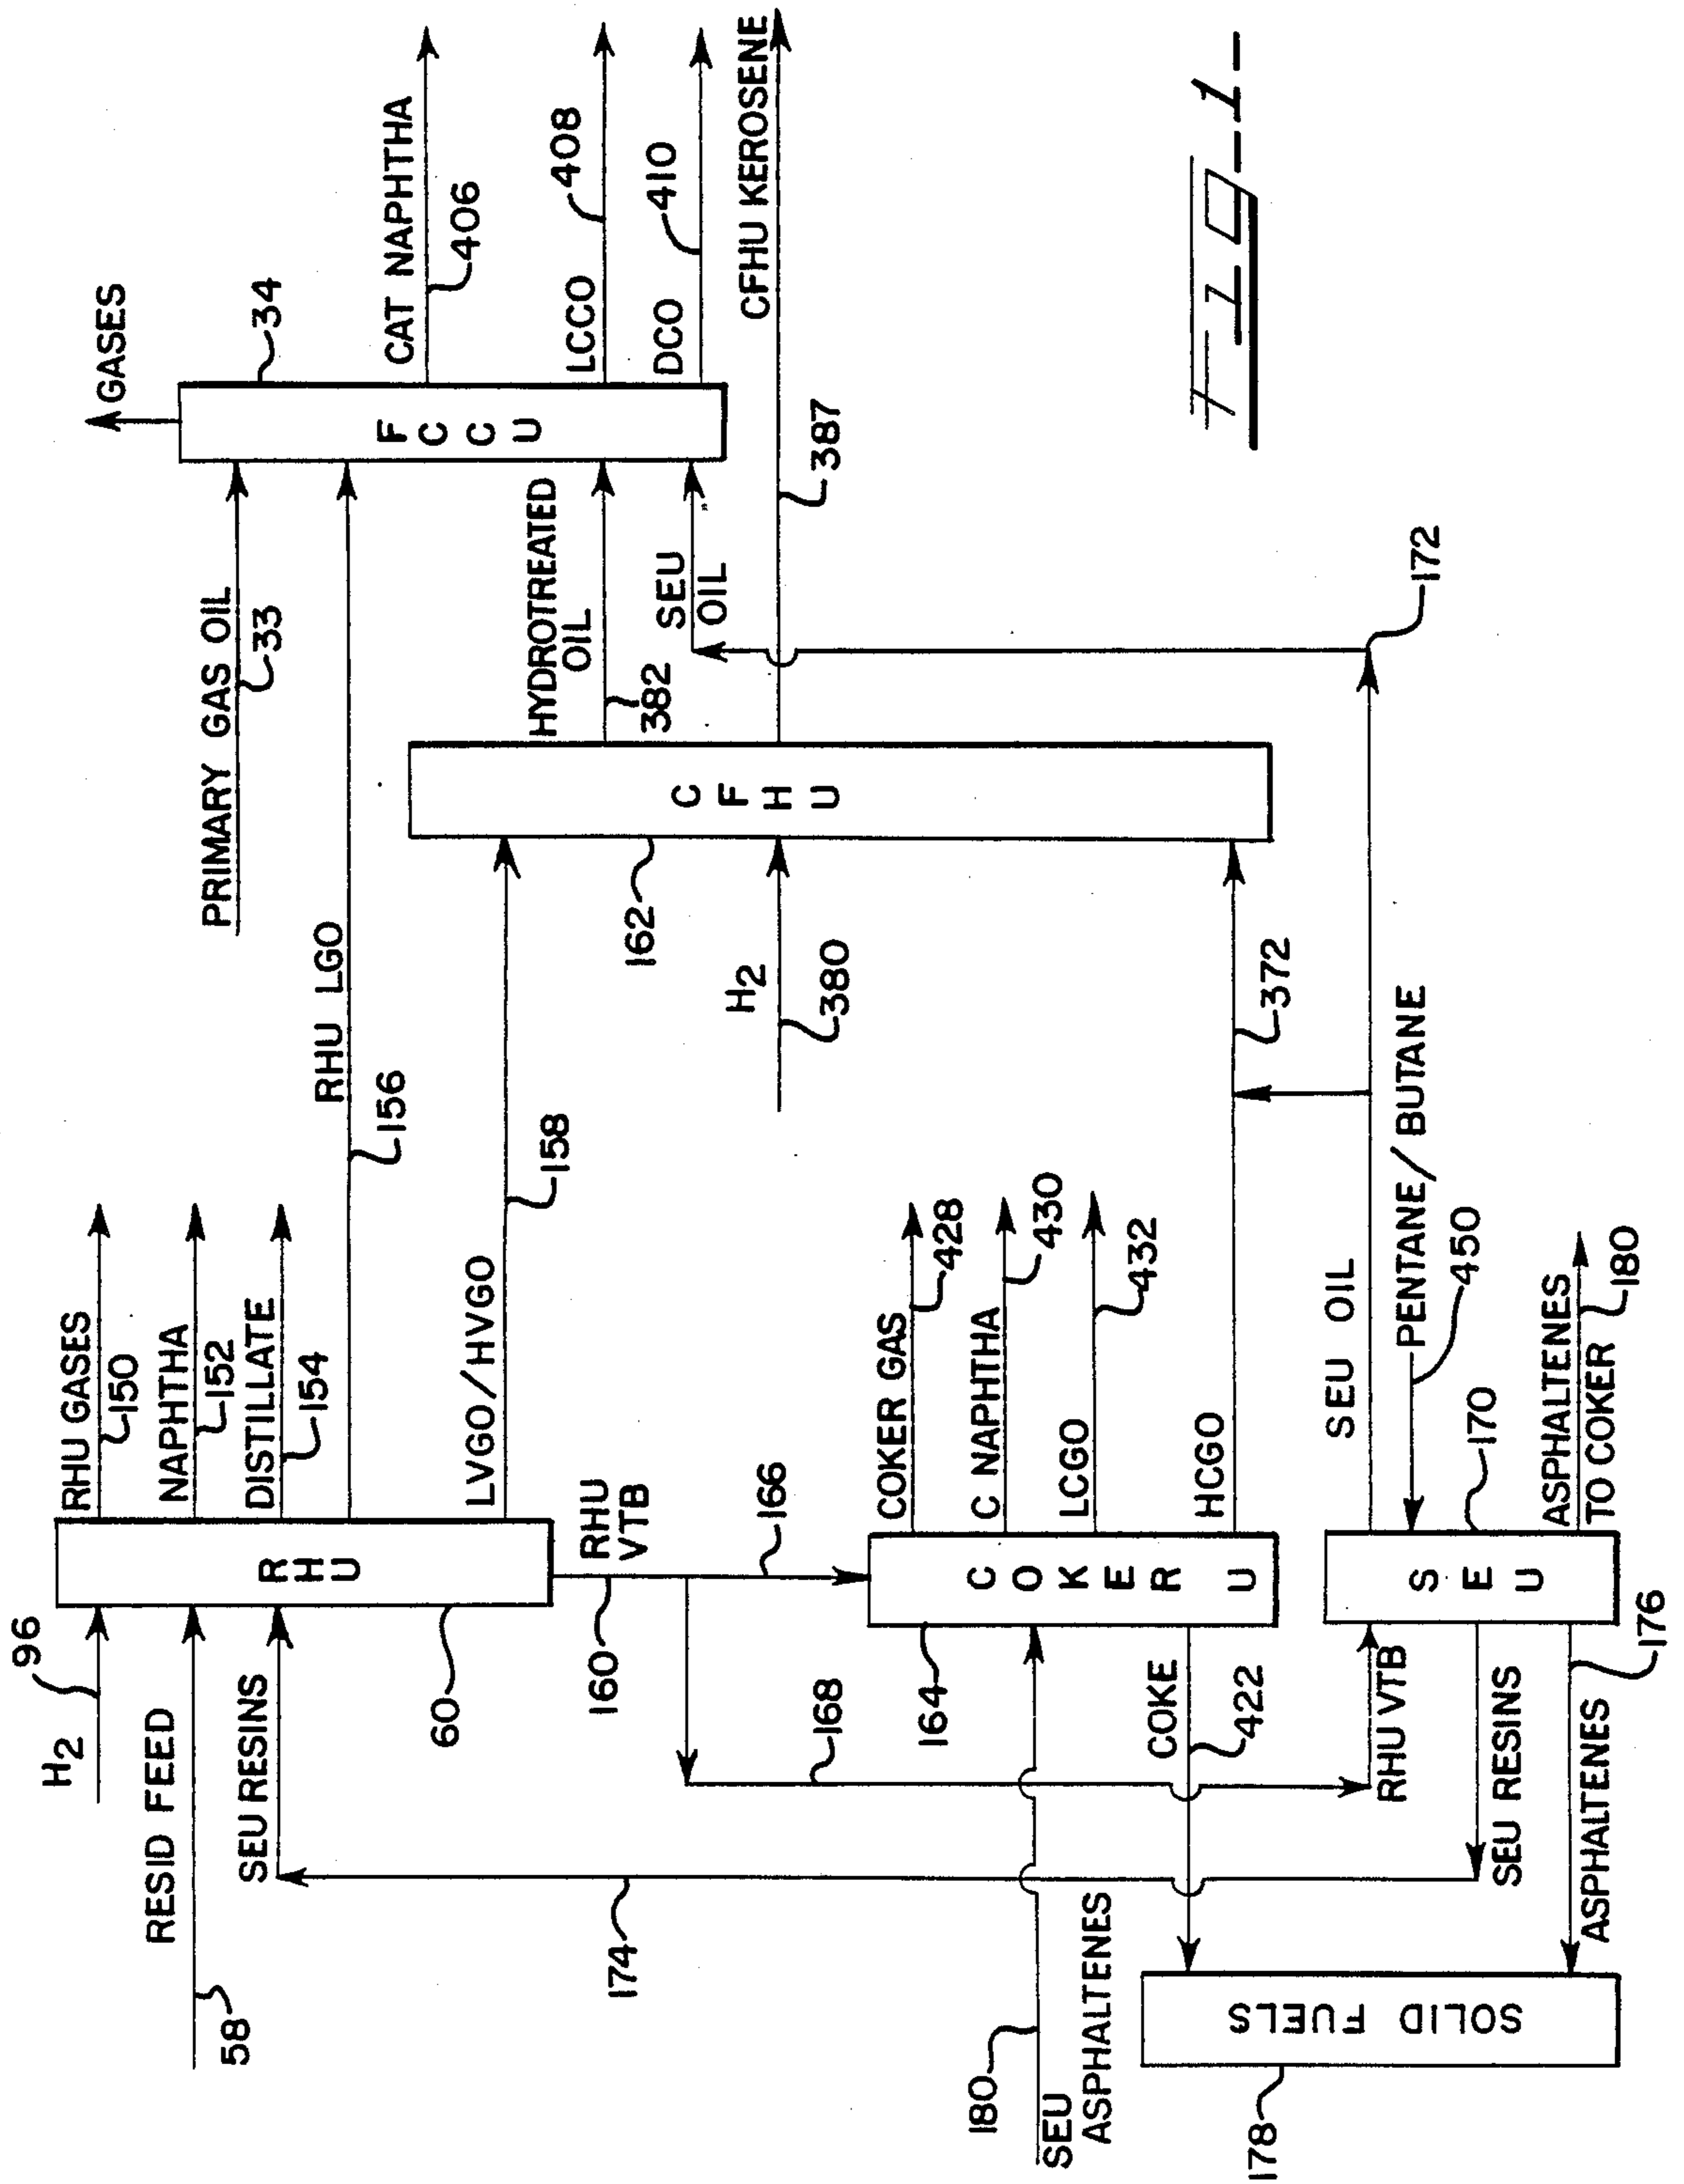 96
H2
RESID FEED
58
SEU RESINS
60
RHU
RHU GASES
150
NAPHTHA
152
DISTILLATE
154
RHU LGO
156
LVGO/HVGO
158
RHU
VTB
160
166
168
174
PRIMARY GAS OIL
33
GASES
34
FCCU
CAT NAPHTHA
406
LCCO
408
DCO
410
CFHU KEROSENE
387
HYDROTREATED
OIL
382
SEU
OIL
172
CFHU
162
H2
380
372
COKER U
164
COKER GAS
428
C NAPHTHA
430
LCGO
432
HCGO
COKE
422
180
SEU
ASPHALTENES
SEU OIL
PENTANE/BUTANE
450
SEU
170
ASPHALTENES
TO COKER
180
RHU VTB
SEU RESINS
176
ASPHALTENES
SOLID FUELS
178
FIG-1-